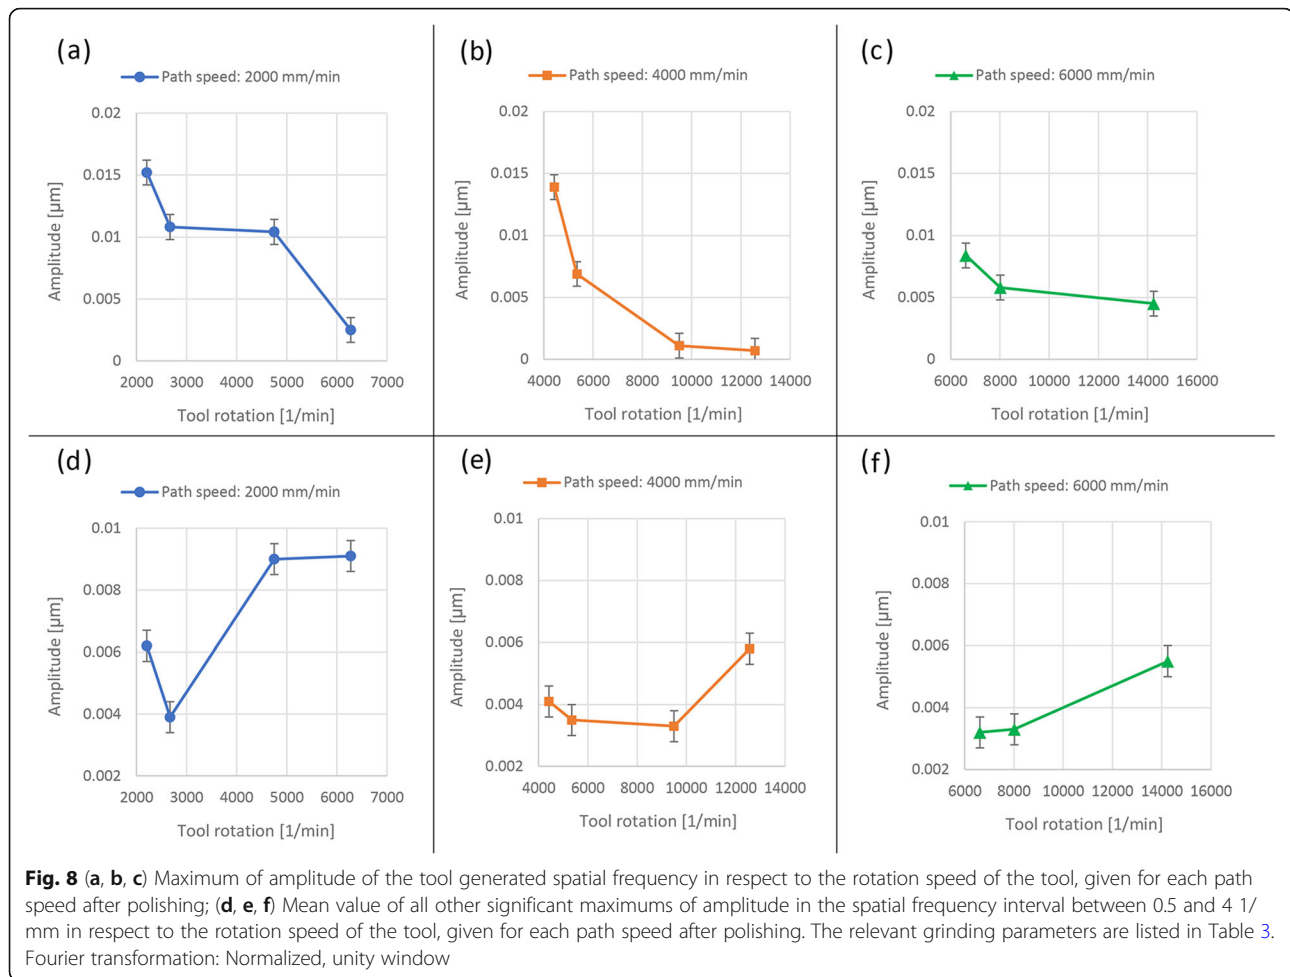 (a)
Path speed: 2000 mm/min
0.02
0.015
0.01
0.005
0
Amplitude [µm]
2000 3000 4000 5000 6000 7000
Tool rotation [1/min]
(b)
Path speed: 4000 mm/min
0.02
0.015
0.01
0.005
0
Amplitude [µm]
4000 6000 8000 10000 12000 14000
Tool rotation [1/min]
(c)
Path speed: 6000 mm/min
0.02
0.015
0.01
0.005
0
Amplitude [µm]
6000 8000 10000 12000 14000 16000
Tool rotation [1/min]
(d)
Path speed: 2000 mm/min
0.01
0.008
0.006
0.004
0.002
Amplitude [µm]
2000 3000 4000 5000 6000 7000
Tool rotation [1/min]
(e)
Path speed: 4000 mm/min
0.01
0.008
0.006
0.004
0.002
Amplitude [µm]
4000 6000 8000 10000 12000 14000
Tool rotation [1/min]
(f)
Path speed: 6000 mm/min
0.01
0.008
0.006
0.004
0.002
Amplitude [µm]
6000 8000 10000 12000 14000 16000
Tool rotation [1/min]
Fig. 8 (a, b, c) Maximum of amplitude of the tool generated spatial frequency in respect to the rotation speed of the tool, given for each path
speed after polishing; (d, e, f) Mean value of all other significant maximums of amplitude in the spatial frequency interval between 0.5 and 4 1/
mm in respect to the rotation speed of the tool, given for each path speed after polishing. The relevant grinding parameters are listed in Table 3.
Fourier transformation: Normalized, unity window